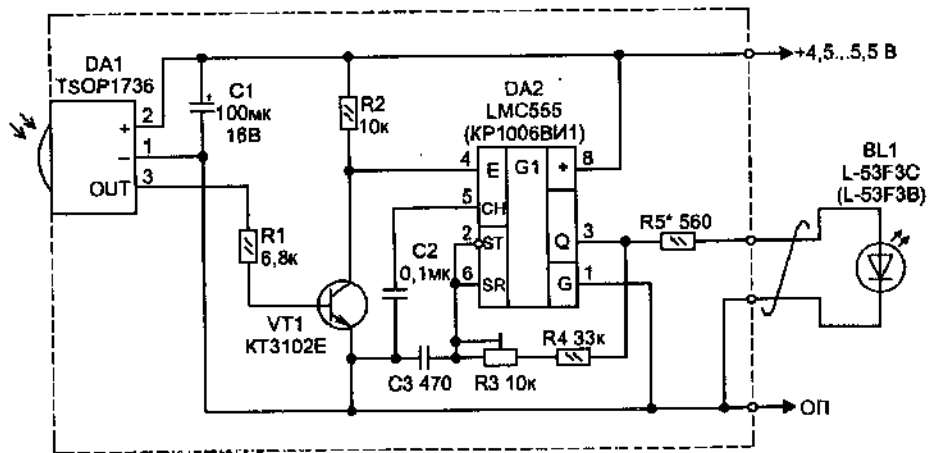 DA1
TSOP1736
+
2
−
1
OUT
3
C1
100мк
16В
+
R2
10к
R1
6,8к
VT1
КТ3102Е
C2
0,1мк
C3 470
R3 10к
R4 33к
DA2
LMC555
(КР1006ВИ1)
4
E
G1
+
8
5
CH
2
ST
Q
3
6
SR
G
1
R5* 560
+4,5...5,5 В
BL1
L-53F3C
(L-53F3B)
ОП